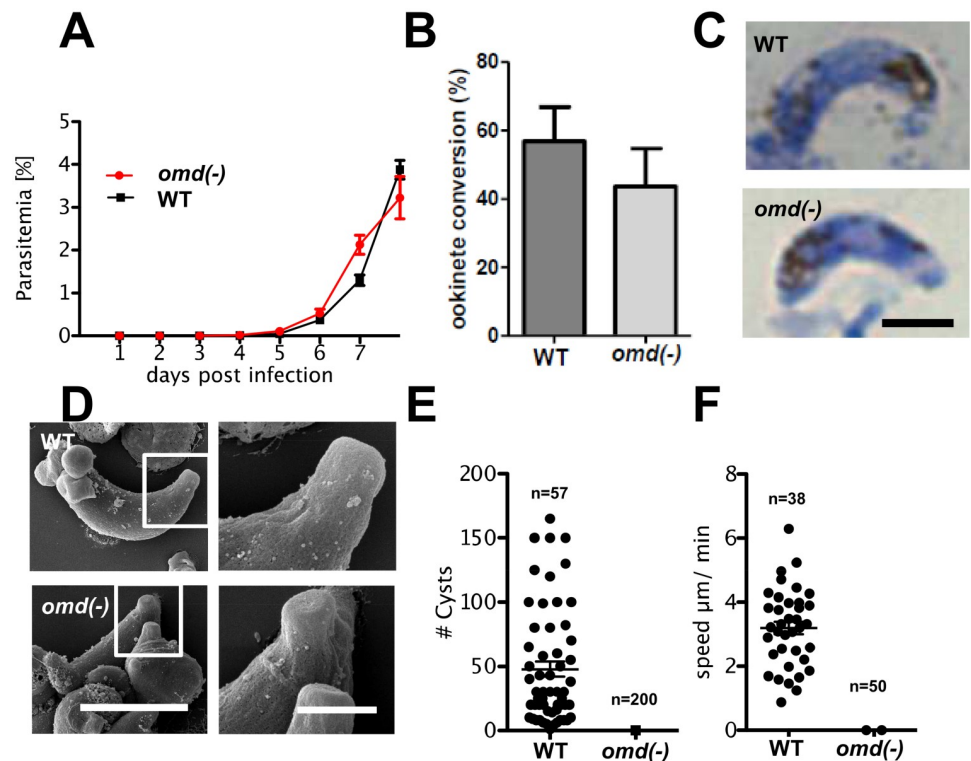 A
Parasitemia [%]
5
4
3
2
1
0
omd(-)
WT
1 2 3 4 5 6 7
days post infection
B
ookinete conversion (%)
80
60
40
20
0
WT omd(-)
C
WT
omd(-)
D
WT
omd(-)
E
# Cysts
200
150
100
50
0
n=57
n=200
WT omd(-)
F
speed µm/ min
8
6
4
2
0
n=38
n=50
WT omd(-)